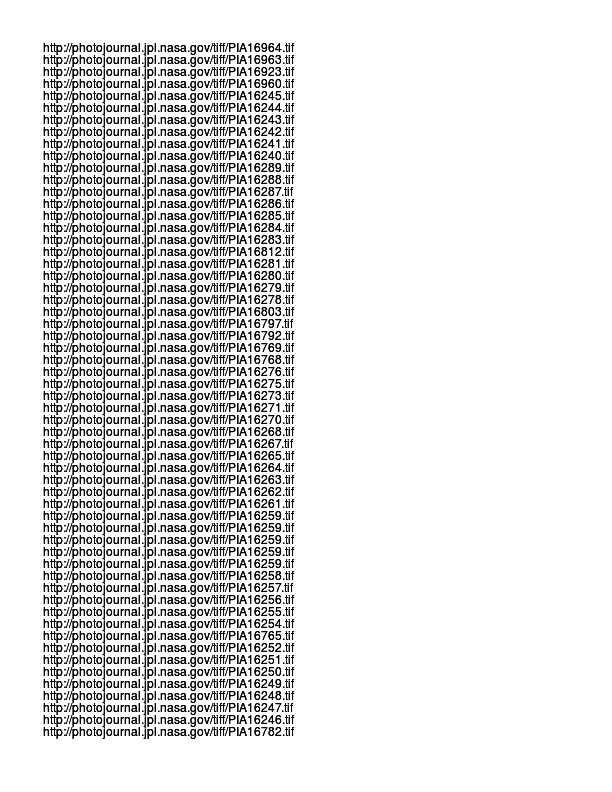 http://photojournal.jpl.nasa.gov/tiff/PIA16964.tif
http://photojournal.jpl.nasa.gov/tiff/PIA16963.tif
http://photojournal.jpl.nasa.gov/tiff/PIA16923.tif
http://photojournal.jpl.nasa.gov/tiff/PIA16960.tif
http://photojournal.jpl.nasa.gov/tiff/PIA16245.tif
http://photojournal.jpl.nasa.gov/tiff/PIA16244.tif
http://photojournal.jpl.nasa.gov/tiff/PIA16243.tif
http://photojournal.jpl.nasa.gov/tiff/PIA16242.tif
http://photojournal.jpl.nasa.gov/tiff/PIA16241.tif
http://photojournal.jpl.nasa.gov/tiff/PIA16240.tif
http://photojournal.jpl.nasa.gov/tiff/PIA16289.tif
http://photojournal.jpl.nasa.gov/tiff/PIA16288.tif
http://photojournal.jpl.nasa.gov/tiff/PIA16287.tif
http://photojournal.jpl.nasa.gov/tiff/PIA16286.tif
http://photojournal.jpl.nasa.gov/tiff/PIA16285.tif
http://photojournal.jpl.nasa.gov/tiff/PIA16284.tif
http://photojournal.jpl.nasa.gov/tiff/PIA16283.tif
http://photojournal.jpl.nasa.gov/tiff/PIA16812.tif
http://photojournal.jpl.nasa.gov/tiff/PIA16281.tif
http://photojournal.jpl.nasa.gov/tiff/PIA16280.tif
http://photojournal.jpl.nasa.gov/tiff/PIA16279.tif
http://photojournal.jpl.nasa.gov/tiff/PIA16278.tif
http://photojournal.jpl.nasa.gov/tiff/PIA16803.tif
http://photojournal.jpl.nasa.gov/tiff/PIA16797.tif
http://photojournal.jpl.nasa.gov/tiff/PIA16792.tif
http://photojournal.jpl.nasa.gov/tiff/PIA16769.tif
http://photojournal.jpl.nasa.gov/tiff/PIA16768.tif
http://photojournal.jpl.nasa.gov/tiff/PIA16276.tif
http://photojournal.jpl.nasa.gov/tiff/PIA16275.tif
http://photojournal.jpl.nasa.gov/tiff/PIA16273.tif
http://photojournal.jpl.nasa.gov/tiff/PIA16271.tif
http://photojournal.jpl.nasa.gov/tiff/PIA16270.tif
http://photojournal.jpl.nasa.gov/tiff/PIA16268.tif
http://photojournal.jpl.nasa.gov/tiff/PIA16267.tif
http://photojournal.jpl.nasa.gov/tiff/PIA16265.tif
http://photojournal.jpl.nasa.gov/tiff/PIA16264.tif
http://photojournal.jpl.nasa.gov/tiff/PIA16263.tif
http://photojournal.jpl.nasa.gov/tiff/PIA16262.tif
http://photojournal.jpl.nasa.gov/tiff/PIA16261.tif
http://photojournal.jpl.nasa.gov/tiff/PIA16259.tif
http://photojournal.jpl.nasa.gov/tiff/PIA16259.tif
http://photojournal.jpl.nasa.gov/tiff/PIA16259.tif
http://photojournal.jpl.nasa.gov/tiff/PIA16259.tif
http://photojournal.jpl.nasa.gov/tiff/PIA16259.tif
http://photojournal.jpl.nasa.gov/tiff/PIA16258.tif
http://photojournal.jpl.nasa.gov/tiff/PIA16257.tif
http://photojournal.jpl.nasa.gov/tiff/PIA16256.tif
http://photojournal.jpl.nasa.gov/tiff/PIA16255.tif
http://photojournal.jpl.nasa.gov/tiff/PIA16254.tif
http://photojournal.jpl.nasa.gov/tiff/PIA16765.tif
http://photojournal.jpl.nasa.gov/tiff/PIA16252.tif
http://photojournal.jpl.nasa.gov/tiff/PIA16251.tif
http://photojournal.jpl.nasa.gov/tiff/PIA16250.tif
http://photojournal.jpl.nasa.gov/tiff/PIA16249.tif
http://photojournal.jpl.nasa.gov/tiff/PIA16248.tif
http://photojournal.jpl.nasa.gov/tiff/PIA16247.tif
http://photojournal.jpl.nasa.gov/tiff/PIA16246.tif
http://photojournal.jpl.nasa.gov/tiff/PIA16782.tif